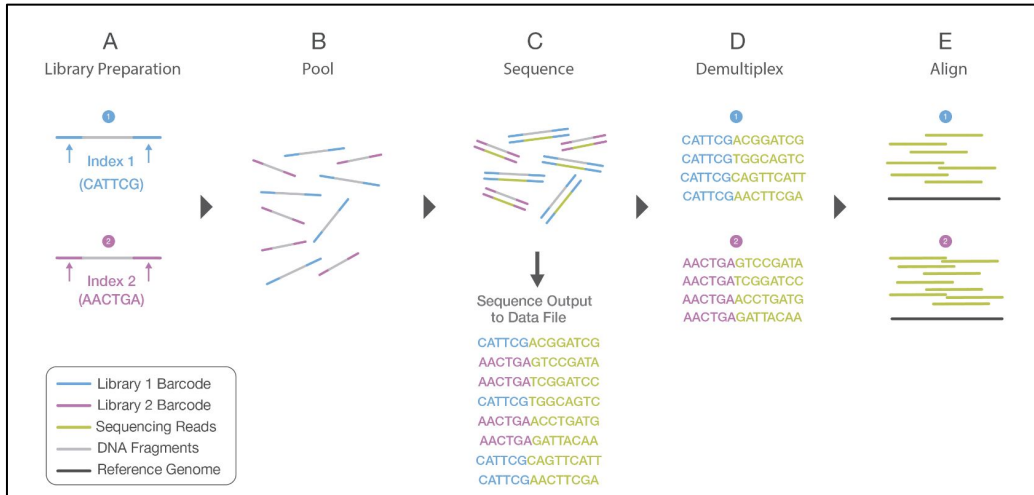 A
Library Preparation
1
Index 1
(CATTCG)
2
Index 2
(AACTGA)
B
Pool
C
Sequence
Sequence Output
to Data File
CATTCGACGGATCG
AACTGAGTCCGATA
AACTGATCGGATCC
CATTCGTGGCAGTC
AACTGAACCTGATG
AACTGAGATTACAA
CATTCGCAGTTCATT
CATTCGAACTTCGA
D
Demultiplex
1
CATTCGACGGATCG
CATTCGTGGCAGTC
CATTCGCAGTTCATT
CATTCGAACTTCGA
2
AACTGAGTCCGATA
AACTGATCGGATCC
AACTGAACCTGATG
AACTGAGATTACAA
E
Align
1
2
Library 1 Barcode
Library 2 Barcode
Sequencing Reads
DNA Fragments
Reference Genome